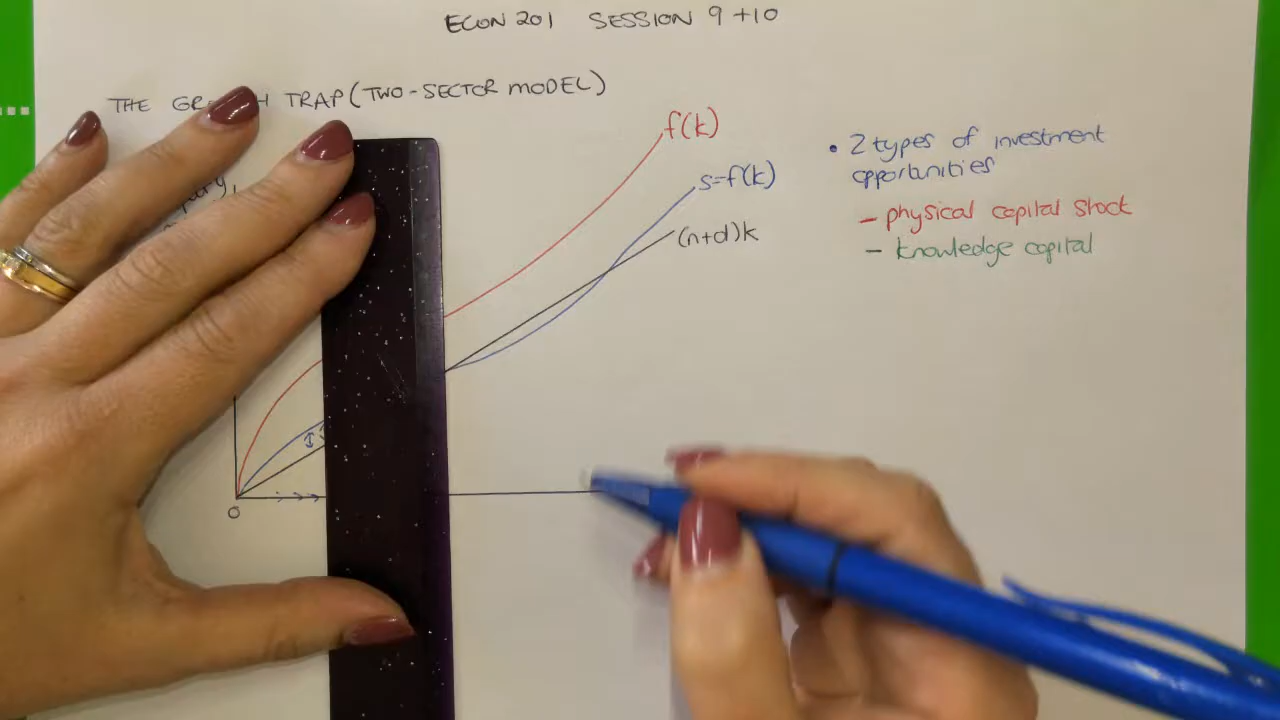 ECON 201 SESSION 9 + 10
THE TRAP (TWO-SECTOR MODEL)
f(k)
s=f(k)
(n+d)k
0
• 2 types of investment
opportunities
- physical capital stock
- knowledge capital